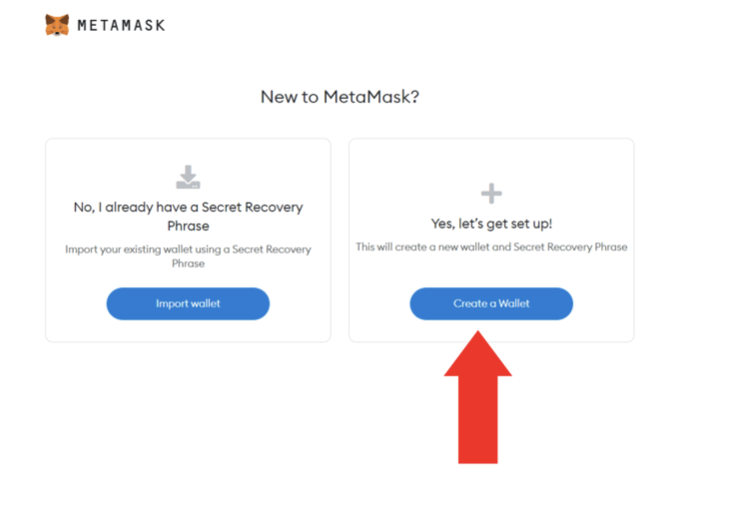 METAMASK
New to MetaMask?
No, I already have a Secret Recovery
Phrase
Import your existing wallet using a Secret Recovery
Phrase
Import wallet
Yes, let's get set up!
This will create a new wallet and Secret Recovery Phrase
Create a Wallet